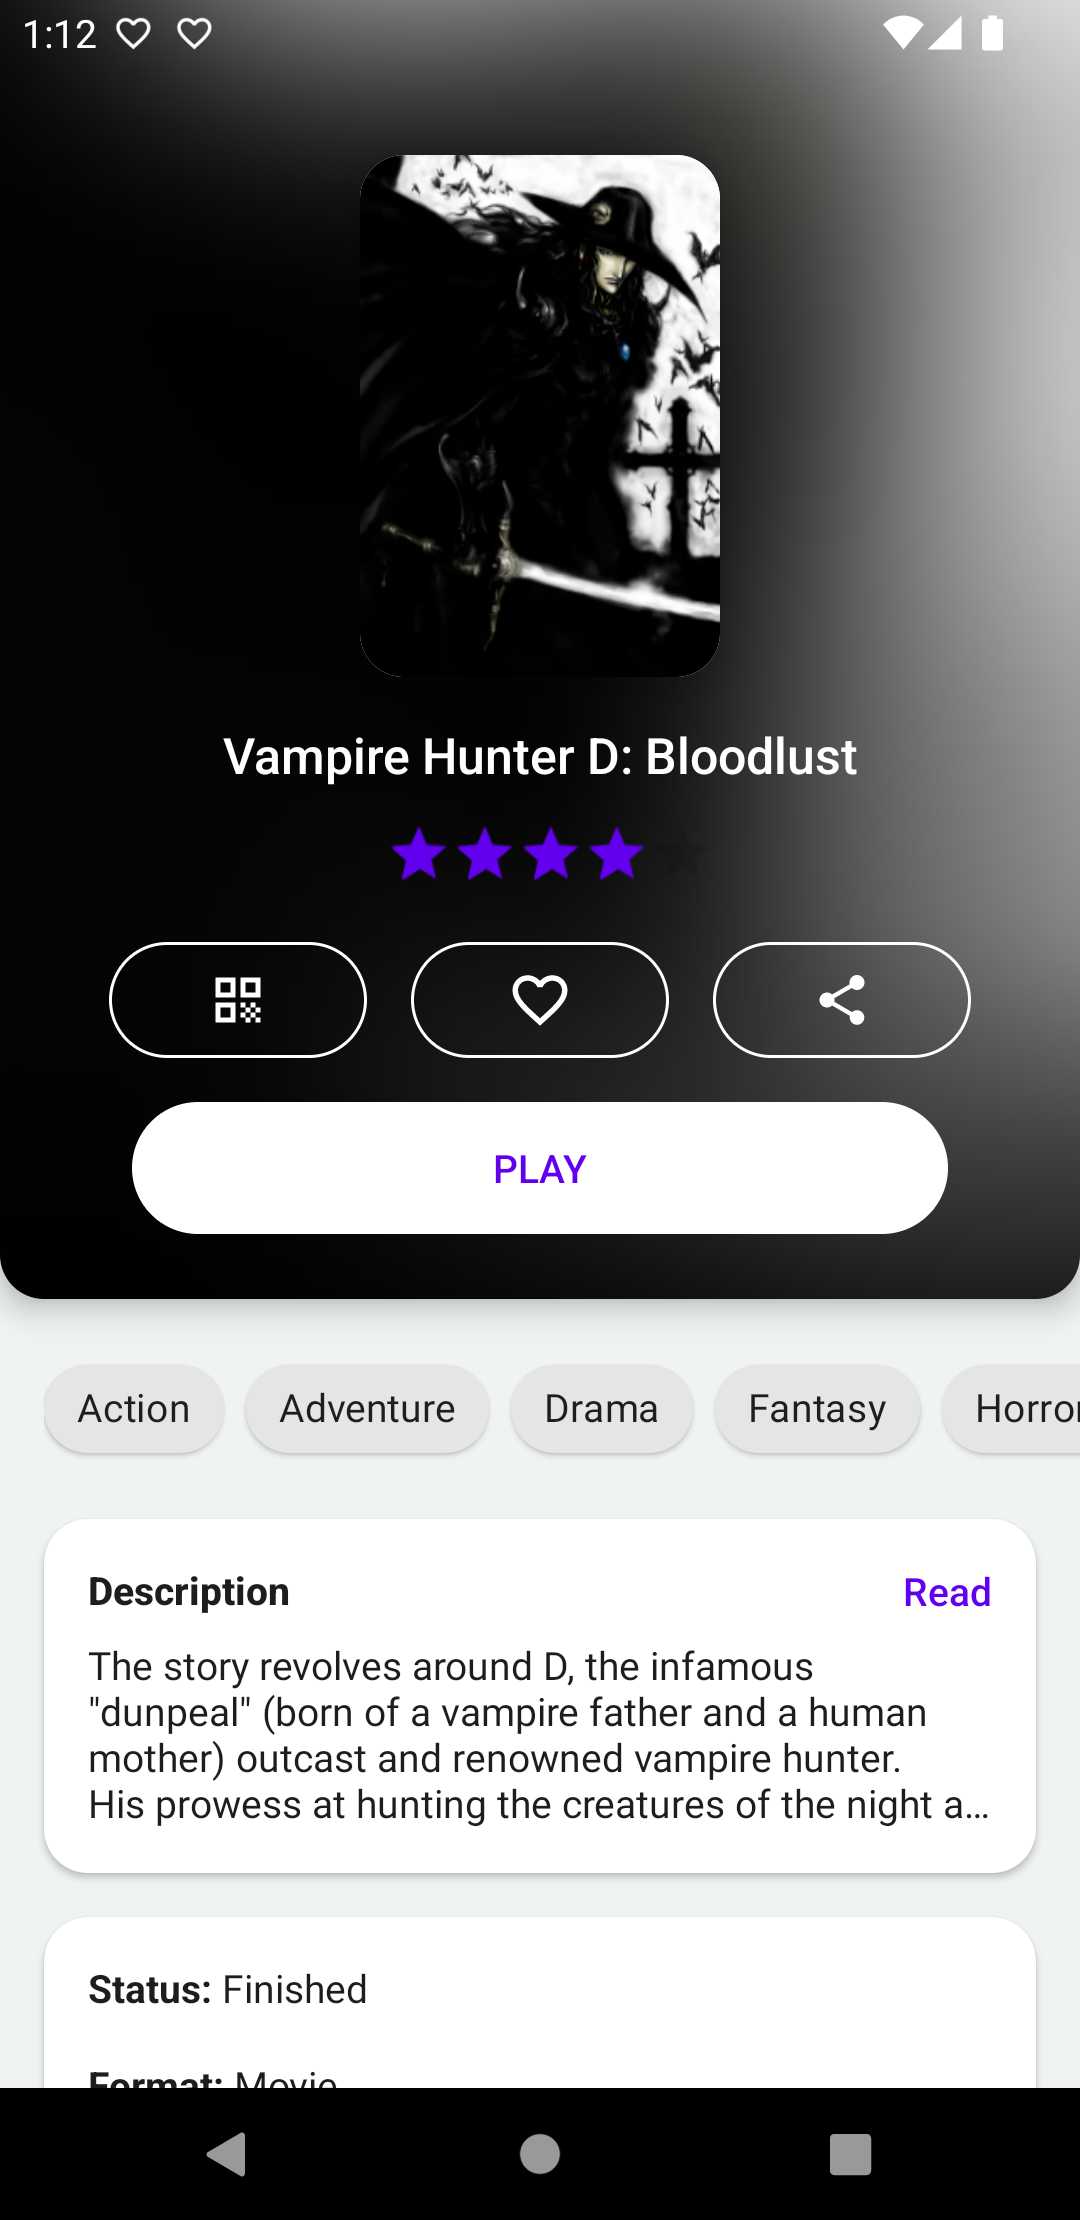 1:12
Vampire Hunter D: Bloodlust
PLAY
Action Adventure Drama Fantasy Horror
Description Read
The story revolves around D, the infamous
"dunpeal" (born of a vampire father and a human
mother) outcast and renowned vampire hunter.
His prowess at hunting the creatures of the night a...
Status: Finished
Format: Movie